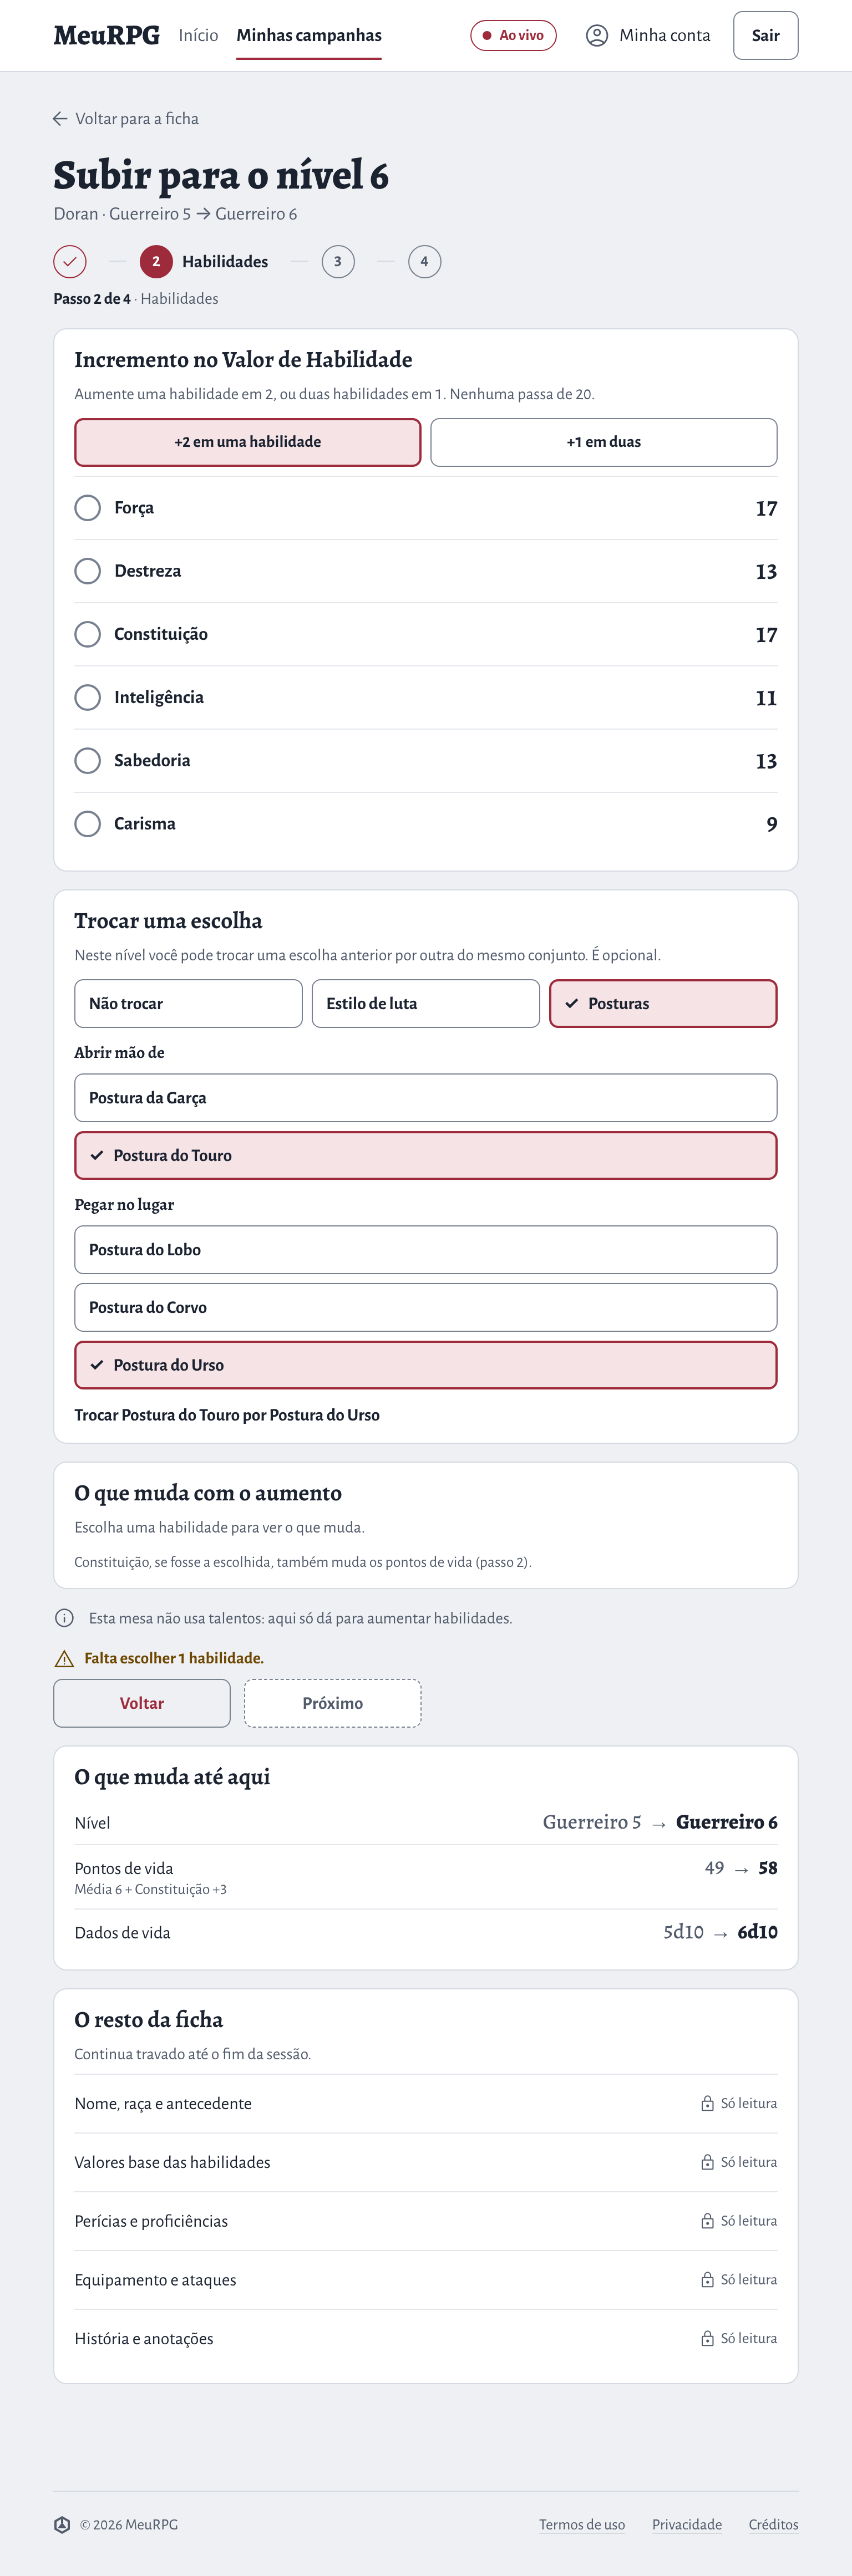 MeuRPG Início Minhas campanhas Ao vivo Minha conta Sair
Voltar para a ficha
Subir para o nível 6
Doran · Guerreiro 5 → Guerreiro 6
2 Habilidades 3 4
Passo 2 de 4 · Habilidades
Incremento no Valor de Habilidade
Aumente uma habilidade em 2, ou duas habilidades em 1. Nenhuma passa de 20.
+2 em uma habilidade +1 em duas
Força 17
Destreza 13
Constituição 17
Inteligência 11
Sabedoria 13
Carisma 9
Trocar uma escolha
Neste nível você pode trocar uma escolha anterior por outra do mesmo conjunto. É opcional.
Não trocar Estilo de luta Posturas
Abrir mão de
Postura da Garça
Postura do Touro
Pegar no lugar
Postura do Lobo
Postura do Corvo
Postura do Urso
Trocar Postura do Touro por Postura do Urso
O que muda com o aumento
Escolha uma habilidade para ver o que muda.
Constituição, se fosse a escolhida, também muda os pontos de vida (passo 2).
Esta mesa não usa talentos: aqui só dá para aumentar habilidades.
Falta escolher 1 habilidade.
Voltar Próximo
O que muda até aqui
Nível Guerreiro 5 → Guerreiro 6
Pontos de vida 49 → 58
Média 6 + Constituição +3
Dados de vida 5d10 → 6d10
O resto da ficha
Continua travado até o fim da sessão.
Nome, raça e antecedente Só leitura
Valores base das habilidades Só leitura
Perícias e proficiências Só leitura
Equipamento e ataques Só leitura
História e anotações Só leitura
© 2026 MeuRPG Termos de uso Privacidade Créditos